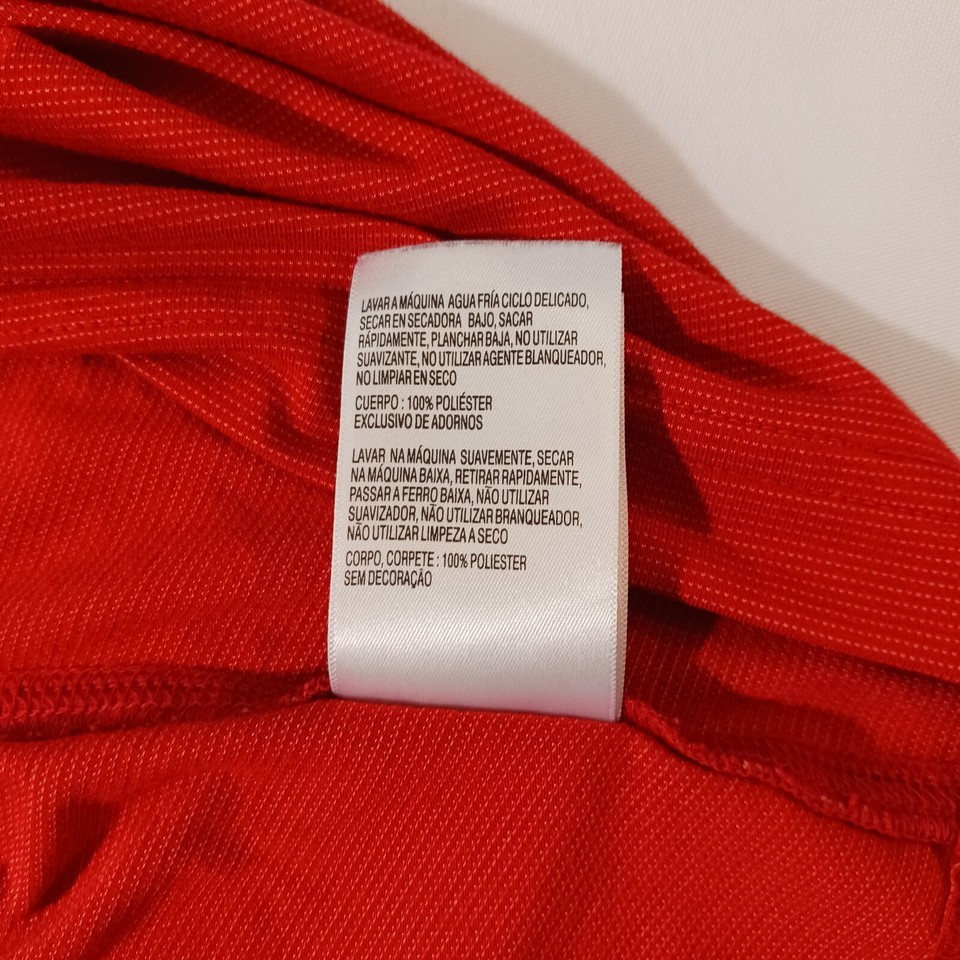 LAVAR A MÁQUINA AGUA FRÍA CICLO DELICADO,
SECAR EN SECADORA BAJO, SACAR
RÁPIDAMENTE, PLANCHAR BAJA, NO UTILIZAR
SUAVIZANTE, NO UTILIZAR AGENTE BLANQUEADOR,
NO LIMPIAR EN SECO
CUERPO : 100% POLIÉSTER
EXCLUSIVO DE ADORNOS
LAVAR NA MÁQUINA SUAVEMENTE, SECAR
NA MÁQUINA BAIXA, RETIRAR RAPIDAMENTE,
PASSAR A FERRO BAIXA, NÃO UTILIZAR
SUAVIZADOR, NÃO UTILIZAR BRANQUEADOR,
NÃO UTILIZAR LIMPEZA A SECO
CORPO, CORPETE : 100% POLIESTER
SEM DECORAÇÃO